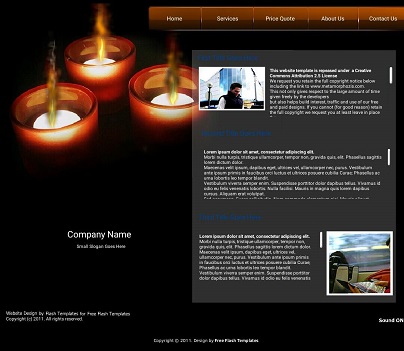 Home
Services
Price Quote
About Us
Contact Us
This website template is reposed under a Creative
Commons Attribution 2.5 License
We request you retain the full copyright notice below
including the link to www.metamorphozis.com.
This not only gives respect to the large amount of time
given freely by the developers
but also helps build interest, traffic and use of our free
and paid designs. If you cannot (for good reason) retain
the full copyright we request you at least leave in place
Lorem ipsum dolor sit amet, consectetur adipiscing elit.
Morbi nulla turpis, tristique ullamcorper, tempor non, gravida quis, elit. Phasellus sagittis
lorem dictum dolor.
Maecenas velit ipsum, dapibus eget, ultrices vel, ullamcorper nec, purus. Vestibulum
ante ipsum primis in faucibus orci luctus et ultrices posuere cubilia Curae; Phasellus ac
urna lobortis leo tempor blandit.
Vestibulum viverra semper enim. Suspendisse porttitor dolor dapibus tellus. Vivamus id
odio eu felis venenatis lobortis. Nulla facilisi. Mauris in magna quis lorem dapibus
cursus. Aliquam erat volutpat.
Lorem ipsum dolor sit amet, consectetur adipiscing elit.
Morbi nulla turpis, tristique ullamcorper, tempor non,
gravida quis, elit. Phasellus sagittis lorem dictum dolor.
Maecenas velit ipsum, dapibus eget, ultrices vel,
ullamcorper nec, purus. Vestibulum ante ipsum primis
in faucibus orci luctus et ultrices posuere cubilia
Curae; Phasellus ac urna lobortis leo tempor blandit.
Vestibulum viverra semper enim. Suspendisse porttitor
dolor dapibus tellus. Vivamus id odio eu felis venenatis
Company Name
Small Slogan Goes Here
Website Design by Flash Templates for Free Flash Templates
Copyright (c) 2011. All rights reserved.
Sound ON
Copyright © 2011. Design by Free Flash Templates